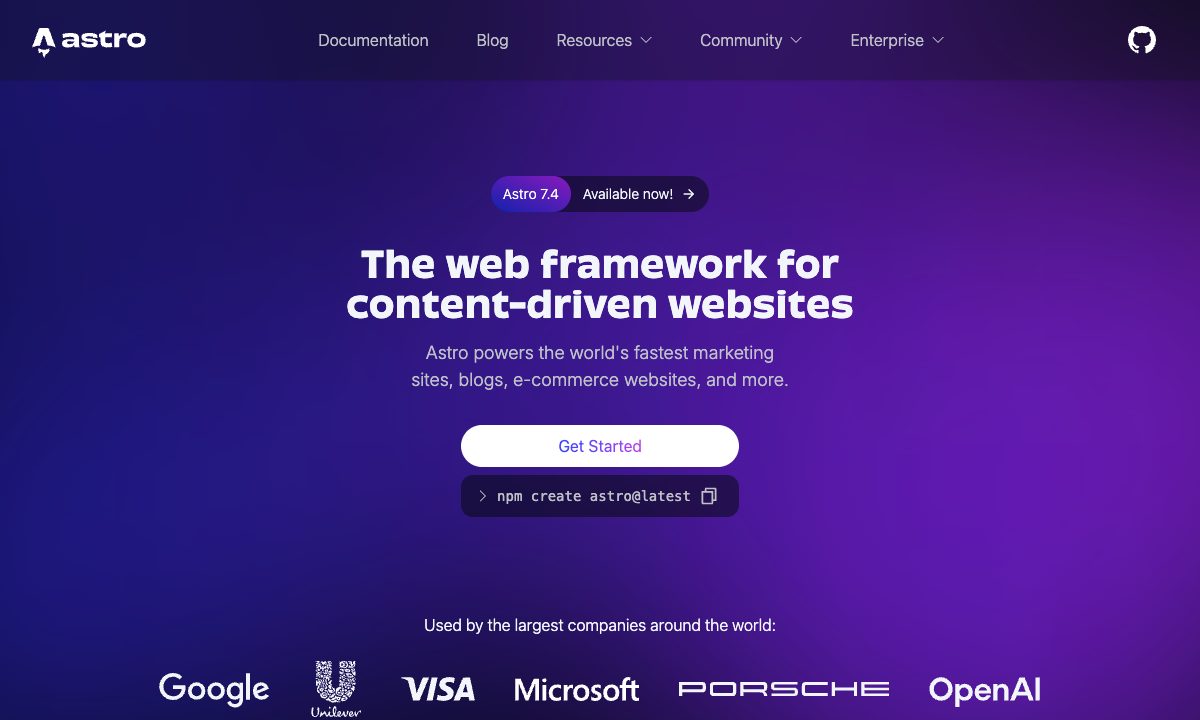 astro
Documentation
Blog
Resources
Community
Enterprise
Astro 7.4 Available now!
The web framework for
content-driven websites
Astro powers the world's fastest marketing
sites, blogs, e-commerce websites, and more.
Get Started
npm create astro@latest
Used by the largest companies around the world:
Google
Unilever
VISA
Microsoft
PORSCHE
OpenAI